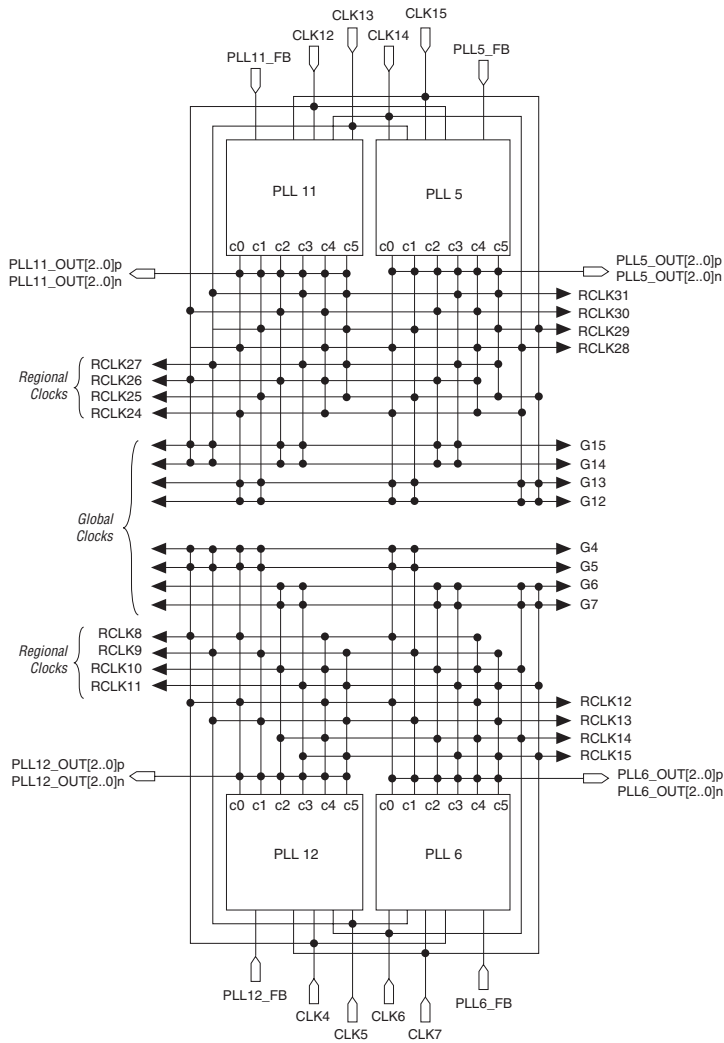 CLK13
CLK15
CLK12
CLK14
PLL11_FB
PLL5_FB
PLL 11
PLL 5
c0 c1 c2 c3 c4 c5
c0 c1 c2 c3 c4 c5
PLL11_OUT[2..0]p
PLL11_OUT[2..0]n
PLL5_OUT[2..0]p
PLL5_OUT[2..0]n
RCLK31
RCLK30
RCLK29
RCLK28
Regional
Clocks
RCLK27
RCLK26
RCLK25
RCLK24
G15
G14
G13
G12
Global
Clocks
G4
G5
G6
G7
Regional
Clocks
RCLK8
RCLK9
RCLK10
RCLK11
RCLK12
RCLK13
RCLK14
RCLK15
PLL12_OUT[2..0]p
PLL12_OUT[2..0]n
PLL6_OUT[2..0]p
PLL6_OUT[2..0]n
c0 c1 c2 c3 c4 c5
c0 c1 c2 c3 c4 c5
PLL 12
PLL 6
PLL12_FB
PLL6_FB
CLK4
CLK6
CLK5
CLK7